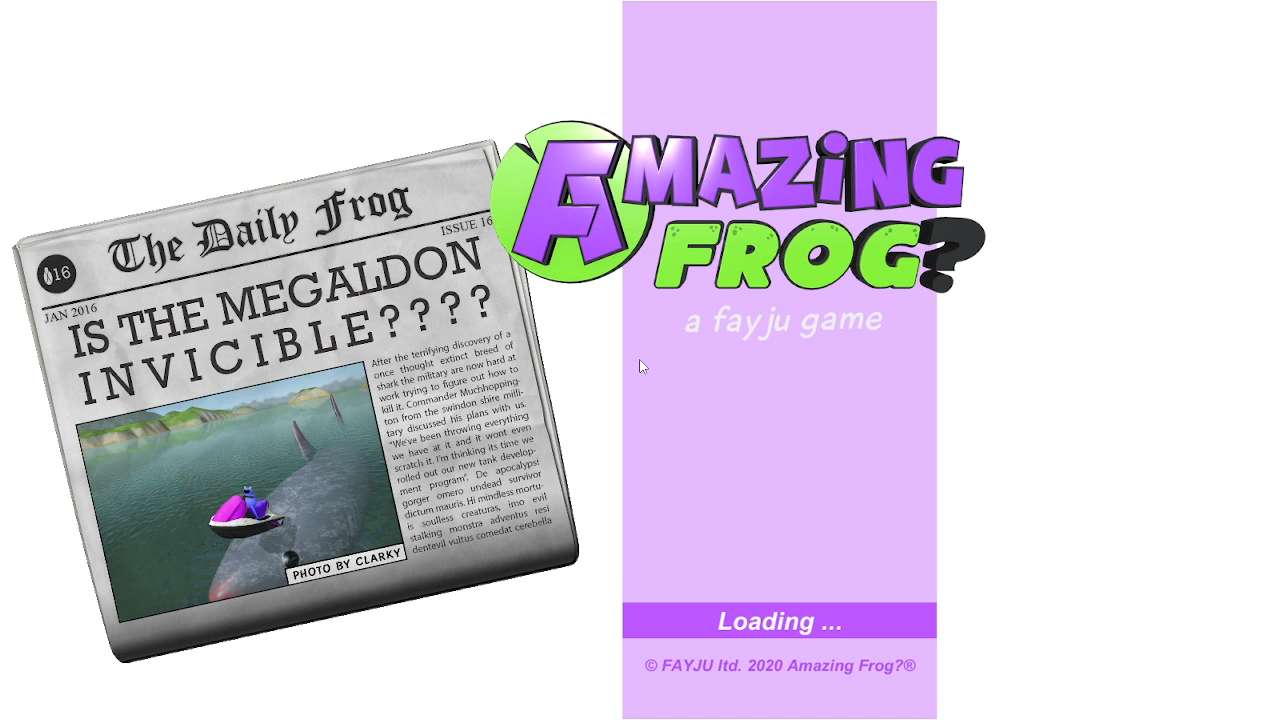 The Daily Frog
16
ISSUE 16
JAN 2016
IS THE MEGALDON
INVICIBLE????
After the terrifying discovery of a
once thought extinct breed of
shark the military are now hard at
work trying to figure out how to
kill it. Commander Muchhopping-
ton from the swindon shire mili-
tary discussed his plans with us.
"We've been throwing everything
we have at it and it wont even
scratch it. I'm thinking its time we
rolled out our new tank develop-
ment program". De apocalypsi
gorger omero undead survivor
dictum mauris. Hi mindless mortu-
is soulless creaturas, imo evil
stalking monstra adventus resi
dentevil vultus comedat cerebella
PHOTO BY CLARKY
AMAZING
FROG?
a fayju game
Loading ...
© FAYJU ltd. 2020 Amazing Frog?®